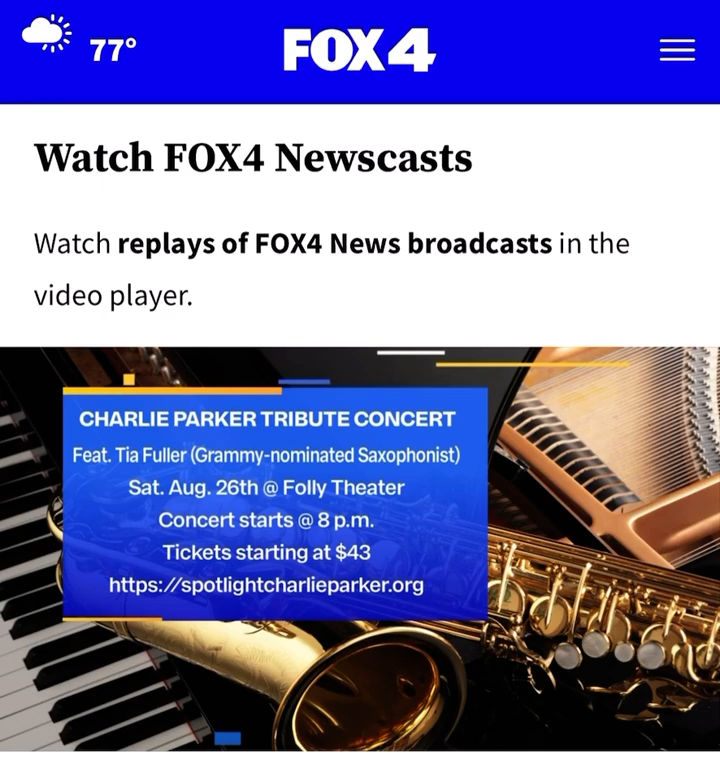 77°
FOX4
Watch FOX4 Newscasts
Watch replays of FOX4 News broadcasts in the
video player.
CHARLIE PARKER TRIBUTE CONCERT
Feat. Tia Fuller (Grammy-nominated Saxophonist)
Sat. Aug. 26th @ Folly Theater
Concert starts @ 8 p.m.
Tickets starting at $43
https://spotlightcharlieparker.org